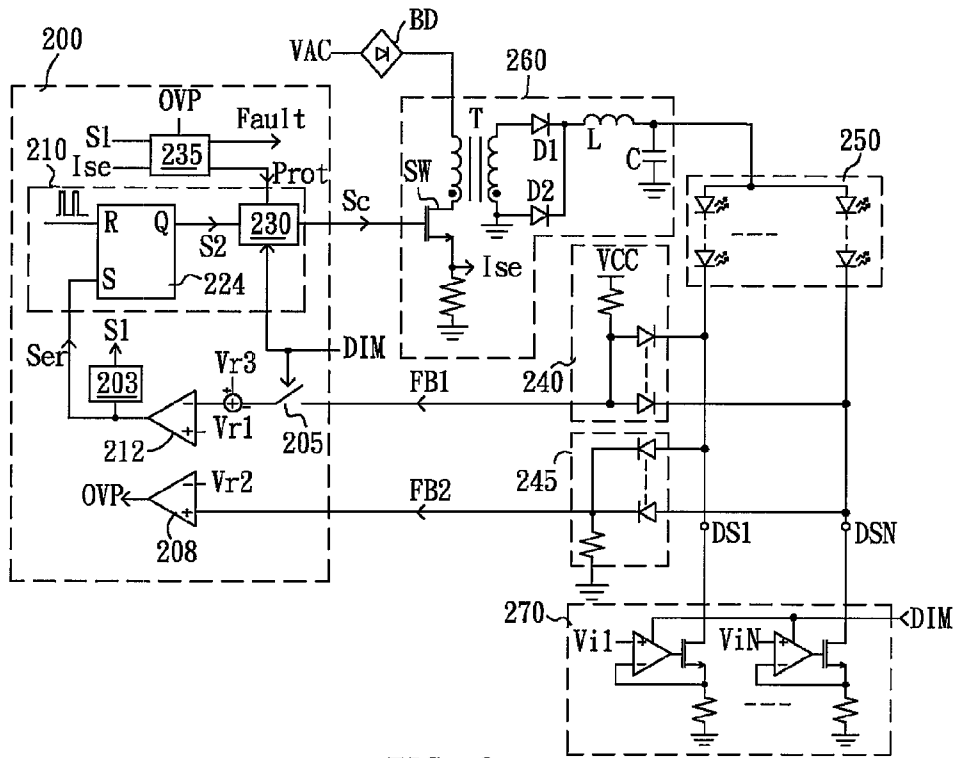 BD
VAC
200
260
OVP
Fault
S1
235
Ise
T
D1
L
C
250
210
Prot
SW
R
Q
S2
230
Sc
D2
S
224
Ise
VCC
S1
Ser
DIM
203
Vr3
FB1
240
Vr1
205
212
245
Vr2
FB2
OVP
208
DS1
DSN
270
DIM
Vi1
ViN